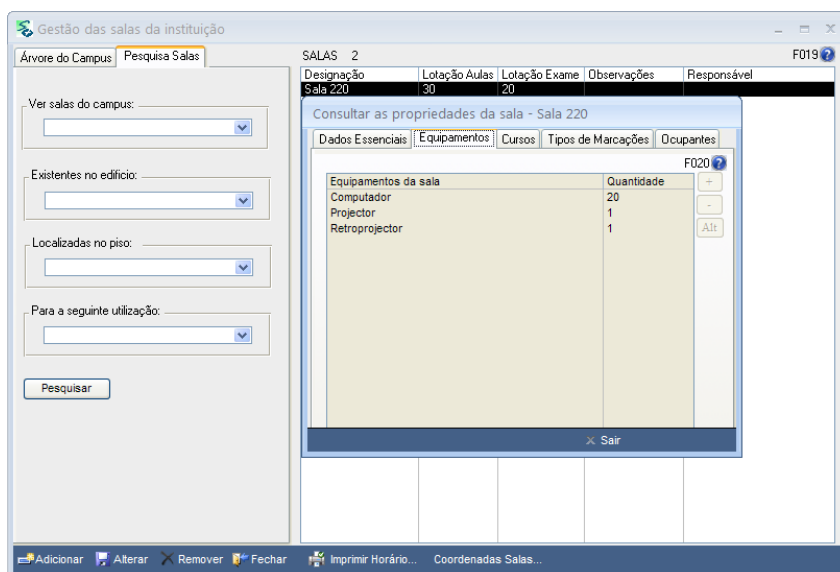 Gestão das salas da instituição
Árvore do Campus Pesquisa Salas
SALAS 2
F019
Designação Lotação Aulas Lotação Exame Observações Responsável
Sala 220 30 20
Ver salas do campus:
Existentes no edificio:
Localizadas no piso:
Para a seguinte utilização:
Pesquisar
Consultar as propriedades da sala - Sala 220
Dados Essenciais Equipamentos Cursos Tipos de Marcações Ocupantes
F020
Equipamentos da sala Quantidade +
Computador 20
Projector 1 -
Retroprojector 1 Alt
Sair
Adicionar Alterar Remover Fechar Imprimir Horário... Coordenadas Salas...